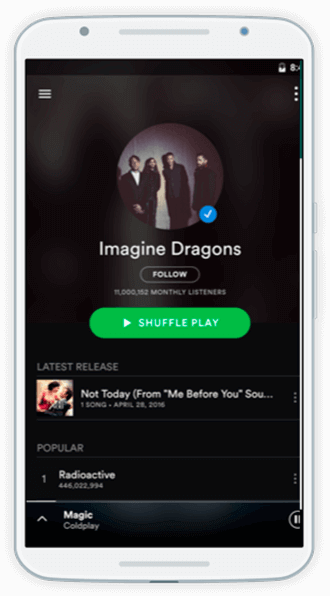 8:
Imagine Dragons
FOLLOW
11,000,152 MONTHLY LISTENERS
SHUFFLE PLAY
LATEST RELEASE
Not Today (From "Me Before You" Sou...
1 SONG • APRIL 28, 2016
POPULAR
1 Radioactive
446,022,994
Magic
Coldplay